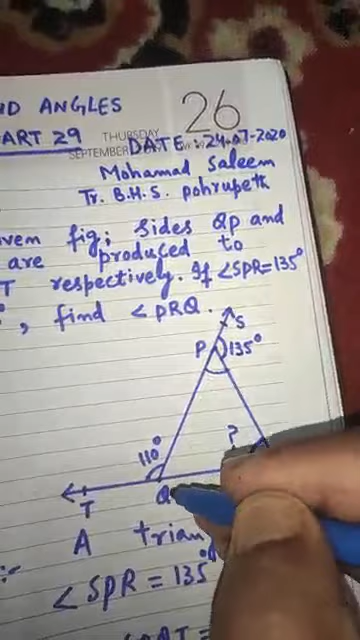 ND ANGLES
ART 29
26
THURSDAY
SEPTEMBER
DATE : 24-07-2020
Mohamad Saleem
Tr. B.H.S. pohrupeth
fig; Sides QP and
are produced to
T respectively. If <SPR=135°
, find <PRQ.
S
P 135°
?
110°
T Q
A trian
<SPR = 135°